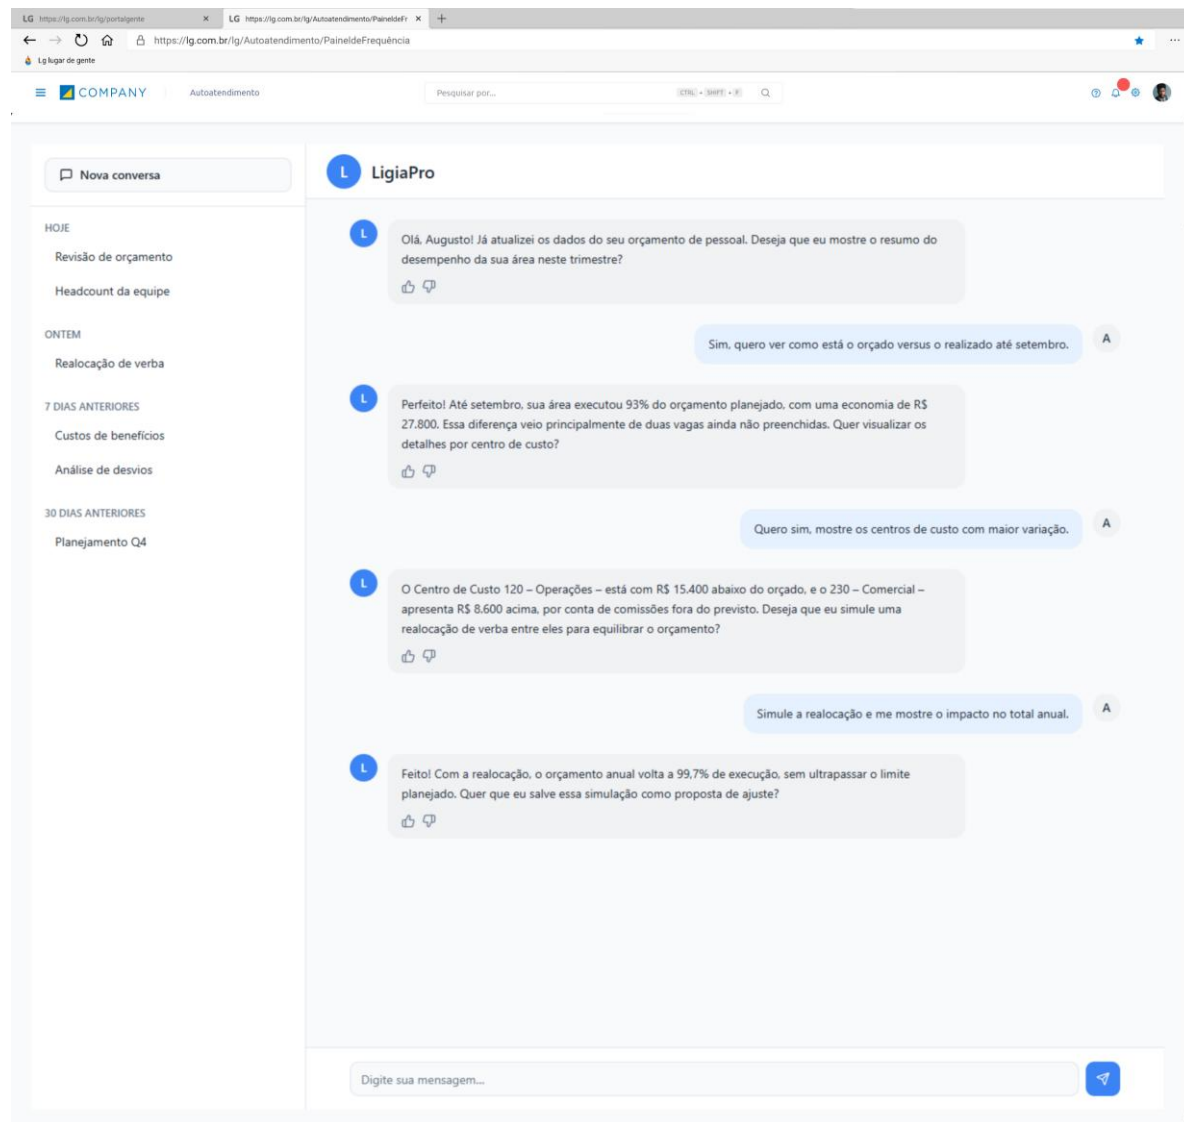 LG https://lg.com.br/lg/portalgente
LG https://lg.com.br/lg/Autoatendimento/PaineldeFr
https://lg.com.br/lg/Autoatendimento/PaineldeFrequência
Lg lugar de gente
COMPANY
Autoatendimento
Pesquisar por...
CTRL + SHIFT + F
Nova conversa
HOJE
Revisão de orçamento
Headcount da equipe
ONTEM
Realocação de verba
7 DIAS ANTERIORES
Custos de benefícios
Análise de desvios
30 DIAS ANTERIORES
Planejamento Q4
L
LigiaPro
L
Olá, Augusto! Já atualizei os dados do seu orçamento de pessoal. Deseja que eu mostre o resumo do
desempenho da sua área neste trimestre?
Sim, quero ver como está o orçado versus o realizado até setembro.
A
L
Perfeito! Até setembro, sua área executou 93% do orçamento planejado, com uma economia de R$
27.800. Essa diferença veio principalmente de duas vagas ainda não preenchidas. Quer visualizar os
detalhes por centro de custo?
Quero sim, mostre os centros de custo com maior variação.
A
L
O Centro de Custo 120 – Operações – está com R$ 15.400 abaixo do orçado, e o 230 – Comercial –
apresenta R$ 8.600 acima, por conta de comissões fora do previsto. Deseja que eu simule uma
realocação de verba entre eles para equilibrar o orçamento?
Simule a realocação e me mostre o impacto no total anual.
A
L
Feito! Com a realocação, o orçamento anual volta a 99,7% de execução, sem ultrapassar o limite
planejado. Quer que eu salve essa simulação como proposta de ajuste?
Digite sua mensagem...